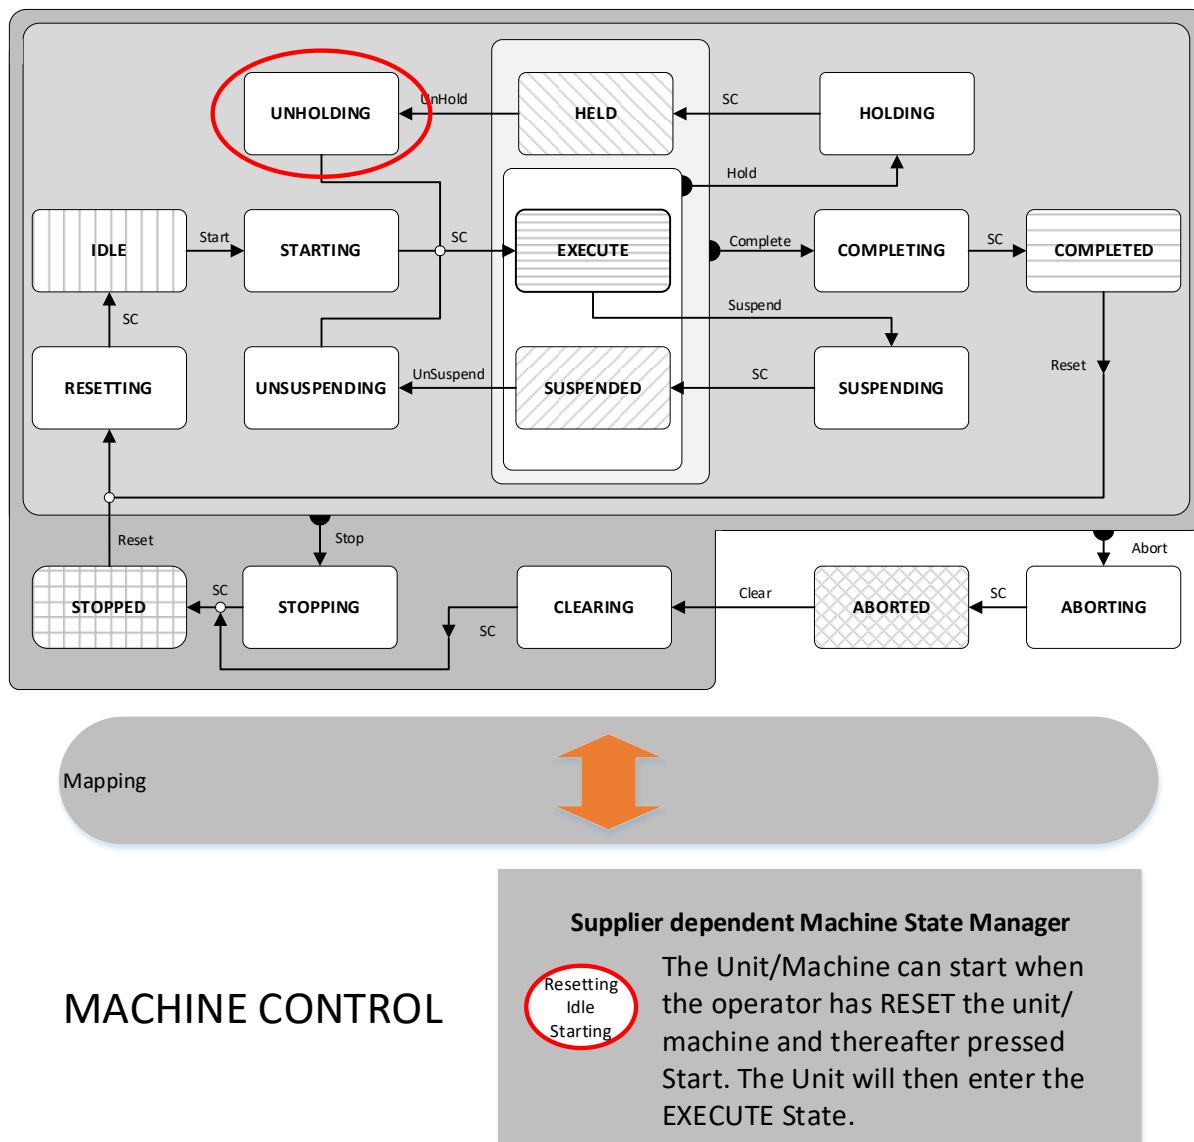 UNHOLDING
UnHold
HELD
SC
HOLDING
Hold
IDLE
Start
STARTING
SC
EXECUTE
Complete
COMPLETING
SC
COMPLETED
SC
Suspend
RESETTING
UNSUSPENDING
UnSuspend
SUSPENDED
SC
SUSPENDING
Reset
Reset
Stop
Abort
STOPPED
SC
STOPPING
SC
CLEARING
Clear
ABORTED
SC
ABORTING
Mapping
MACHINE CONTROL
Supplier dependent Machine State Manager
Resetting
Idle
Starting
The Unit/Machine can start when
the operator has RESET the unit/
machine and thereafter pressed
Start. The Unit will then enter the
EXECUTE State.